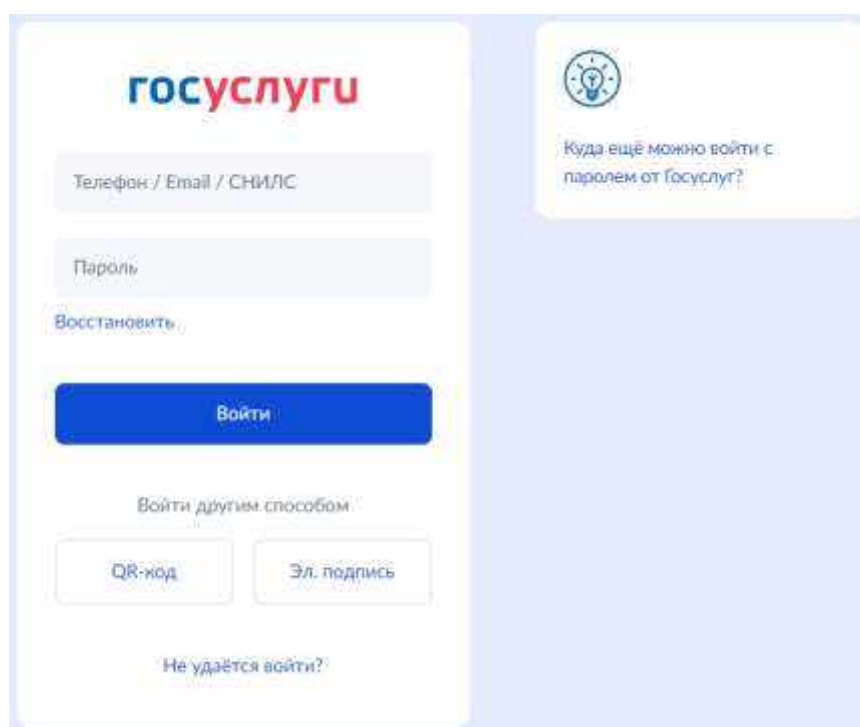 госуслуги
Телефон / Email / СНИЛС
Пароль
Восстановить
Войти
Войти другим способом
QR-код
Эл. подпись
Не удаётся войти?
Куда ещё можно войти с
паролем от Госуслуг?